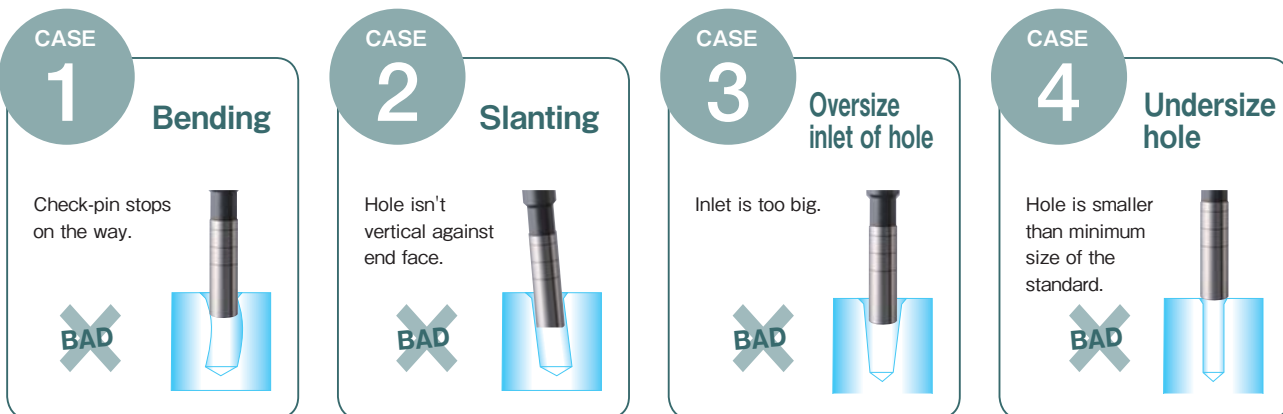 CASE
1
Bending
Check-pin stops
on the way.
BAD
CASE
2
Slanting
Hole isn't
vertical against
end face.
BAD
CASE
3
Oversize
inlet of hole
Inlet is too big.
BAD
CASE
4
Undersize
hole
Hole is smaller
than minimum
size of the
standard.
BAD